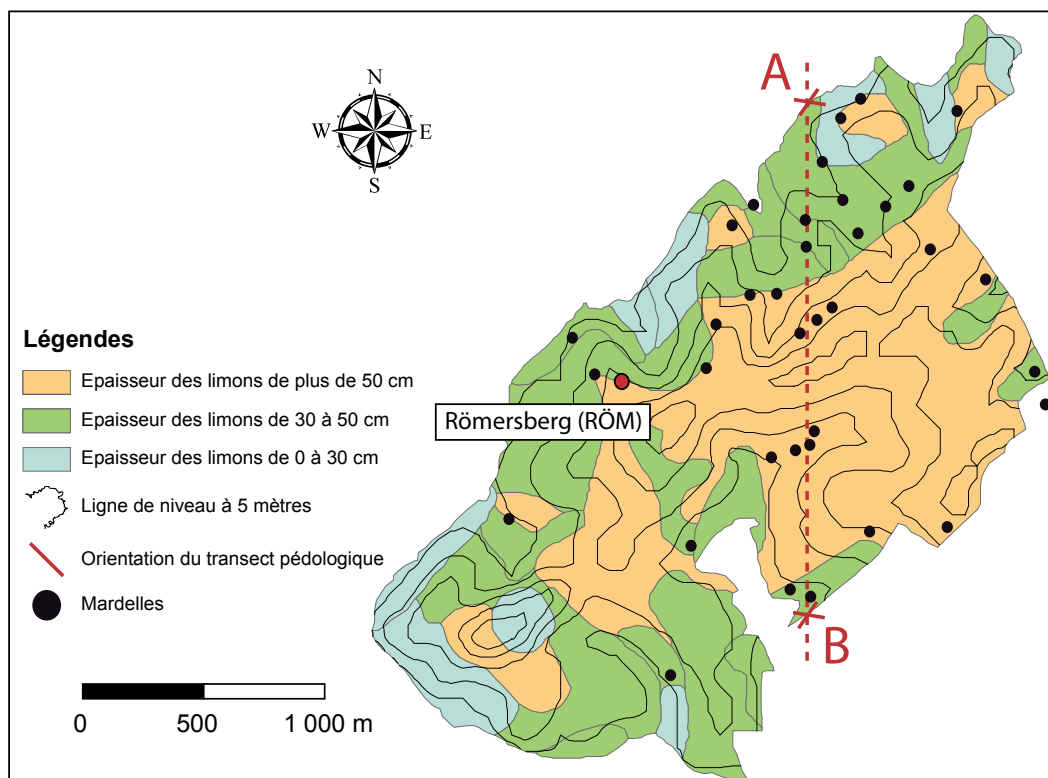 A
N
W E
S
Légendes
Epaisseur des limons de plus de 50 cm
Epaisseur des limons de 30 à 50 cm
Epaisseur des limons de 0 à 30 cm
Ligne de niveau à 5 mètres
Orientation du transect pédologique
Mardelles
Römersberg (RÖM)
B
0 500 1 000 m